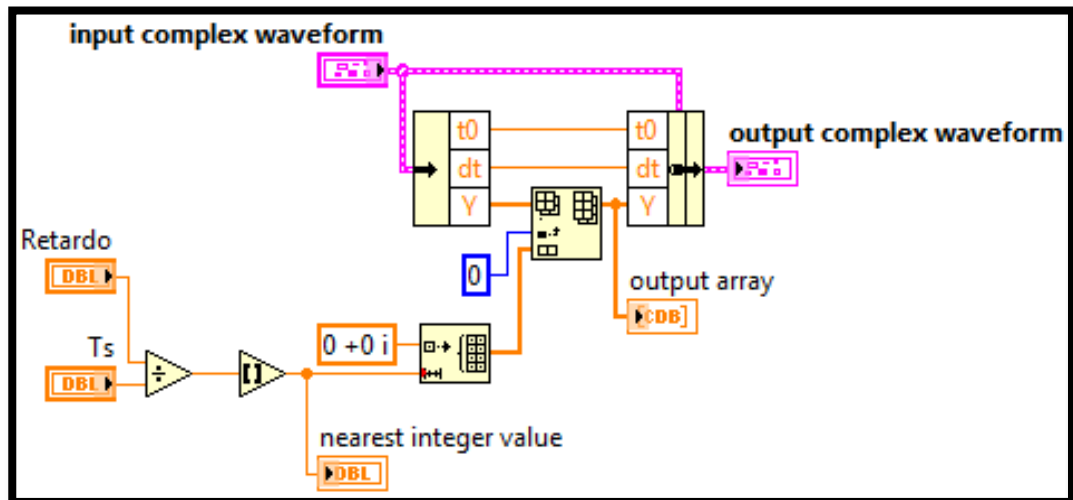 input complex waveform
t0 t0
output complex waveform
dt dt
Y Y
Retardo
DBL
0
output array
[CDB]
0 +0 i
Ts
DBL
÷
[]
nearest integer value
DBL